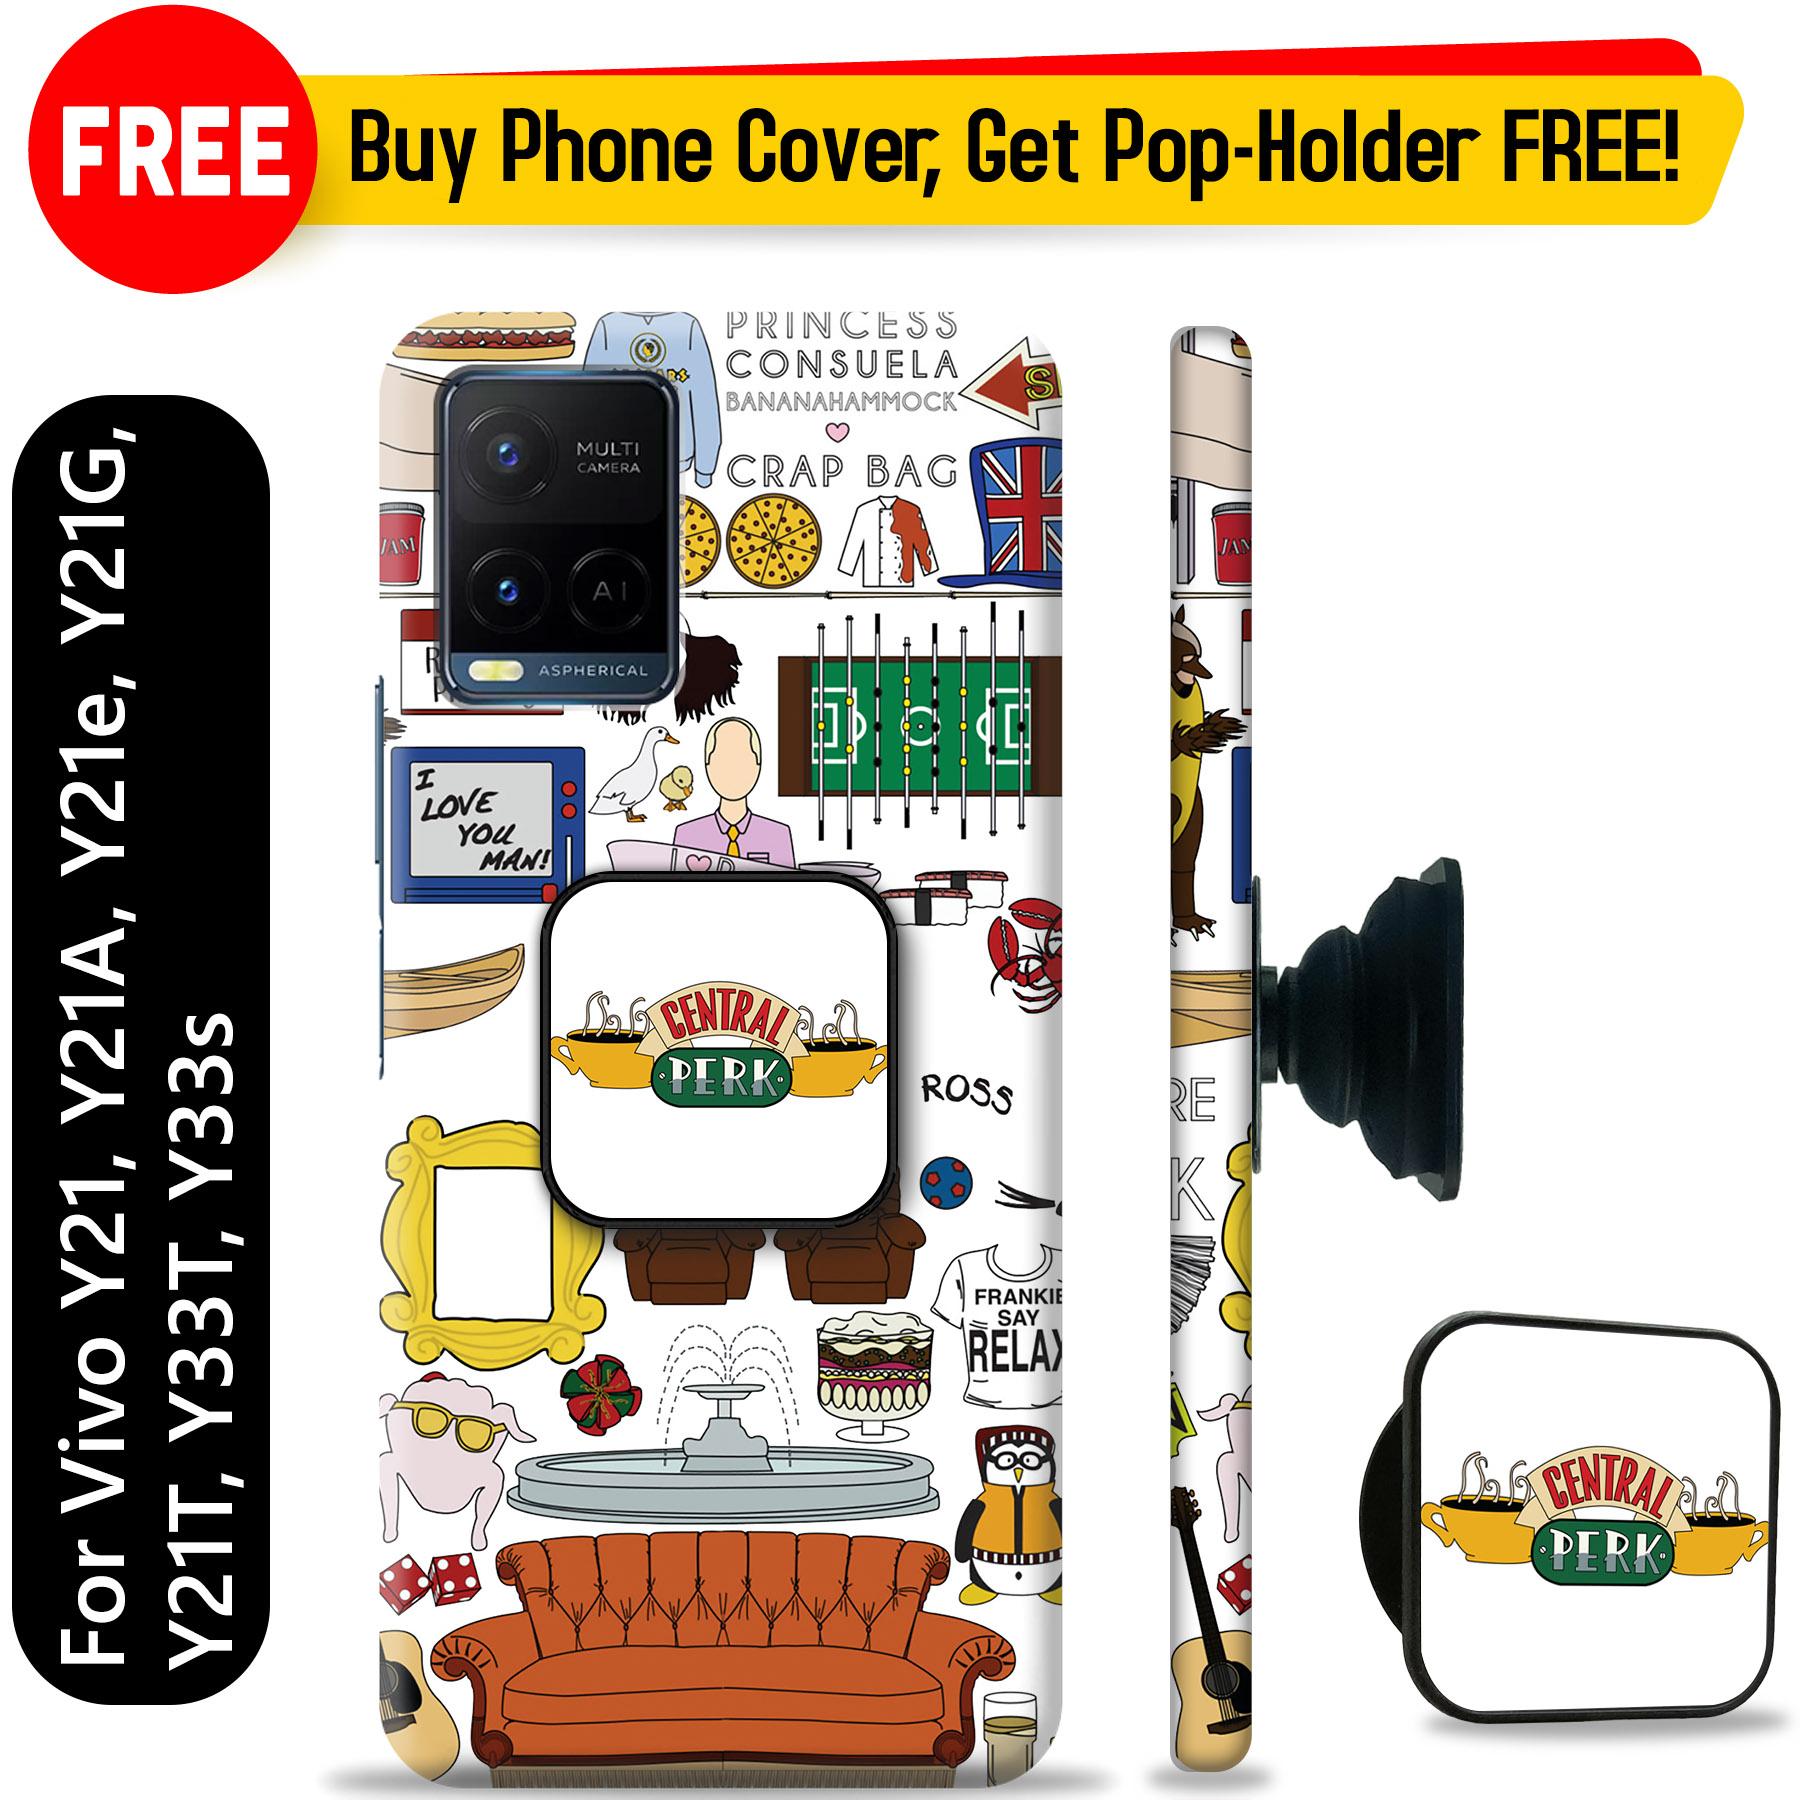 FREE
Buy Phone Cover, Get Pop-Holder FREE!
For Vivo Y21, Y21A, Y21e, Y21G,
Y21T, Y33T, Y33s
PRINCESS
CONSUELA
BANANAHAMMOCK
CRAP BAG
MULTI
CAMERA
AI
ASPHERICAL
JAM
I
LOVE
YOU
MAN!
CENTRAL
PERK
ROSS
FRANKIE
SAY
RELAX
CENTRAL
PERK